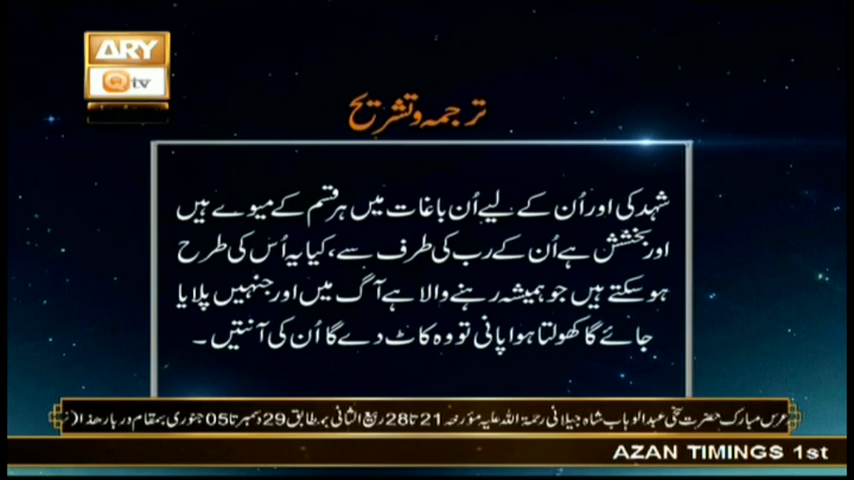 ARY
Qtv
ترجمہ و تشریح
شہد کی اور اُن کے لیے اُن باغات میں ہر قسم کے میوے ہیں
اور بخشش ہے اُن کے رب کی طرف سے، کیا یہ اُس کی طرح
ہو سکتے ہیں جو ہمیشہ رہنے والا ہے آگ میں اور جنہیں پلایا
جائے گا کھولتا ہوا پانی تو وہ کاٹ دے گا اُن کی آنتیں۔
عرس مبارک حضرت سخی عبدالوہاب شاہ جیلانی رحمۃ اللہ علیہ مؤرخہ 21 تا 28 ربیع الثانی بمطابق 29 دسمبر تا 05 جنوری بمقام دربار ھذا
AZAN TIMINGS 1st